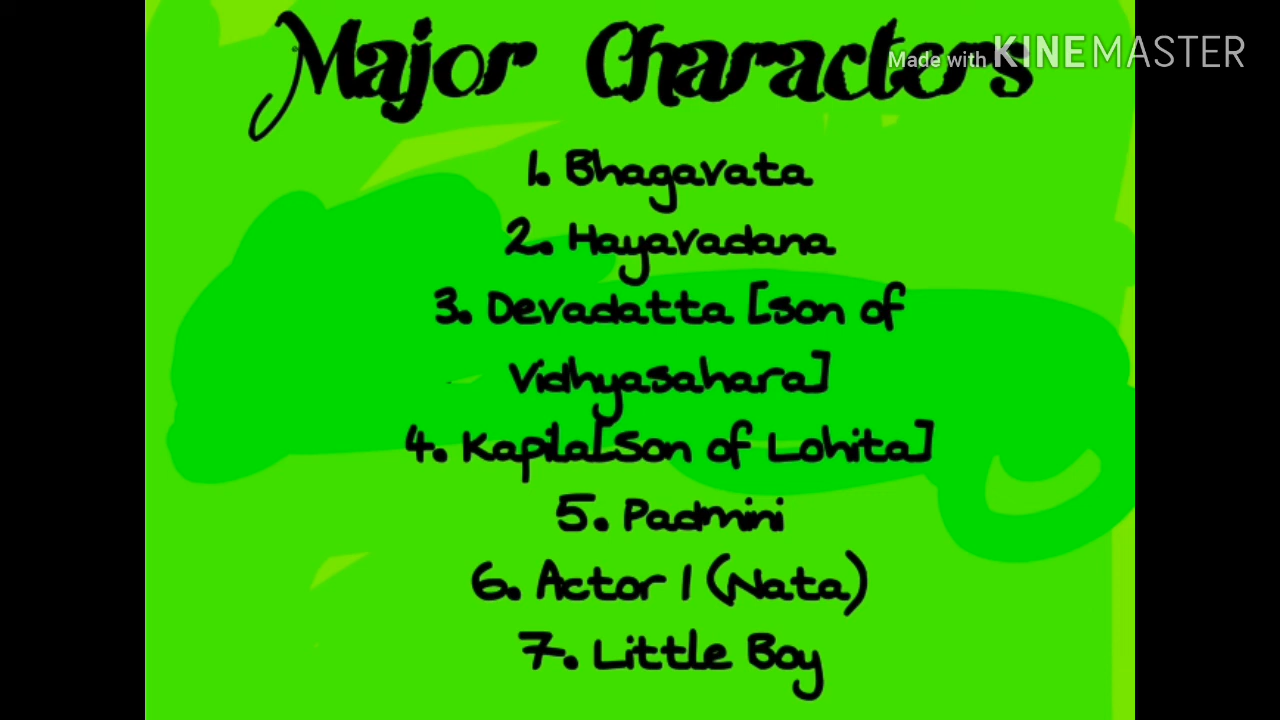 Major Characters
Made with KINEMASTER
1. Bhagavata
2. Hayavadana
3. Devadatta [son of
Vidhyasahara]
4. Kapila[son of Lohita]
5. Padmini
6. Actor 1 (Nata)
7. Little Boy